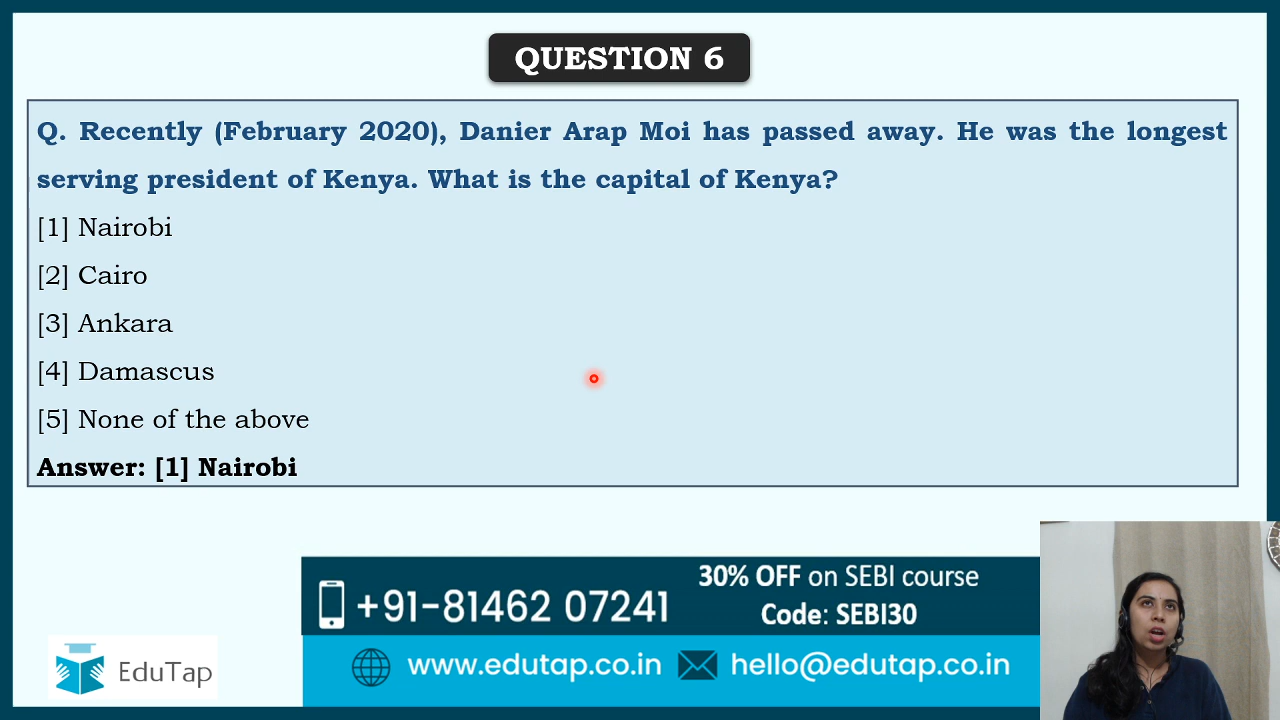 QUESTION 6
Q. Recently (February 2020), Danier Arap Moi has passed away. He was the longest
serving president of Kenya. What is the capital of Kenya?
[1] Nairobi
[2] Cairo
[3] Ankara
[4] Damascus
[5] None of the above
Answer: [1] Nairobi
30% OFF on SEBI course
+91-81462 07241
Code: SEBI30
EduTap
www.edutap.co.in
hello@edutap.co.in